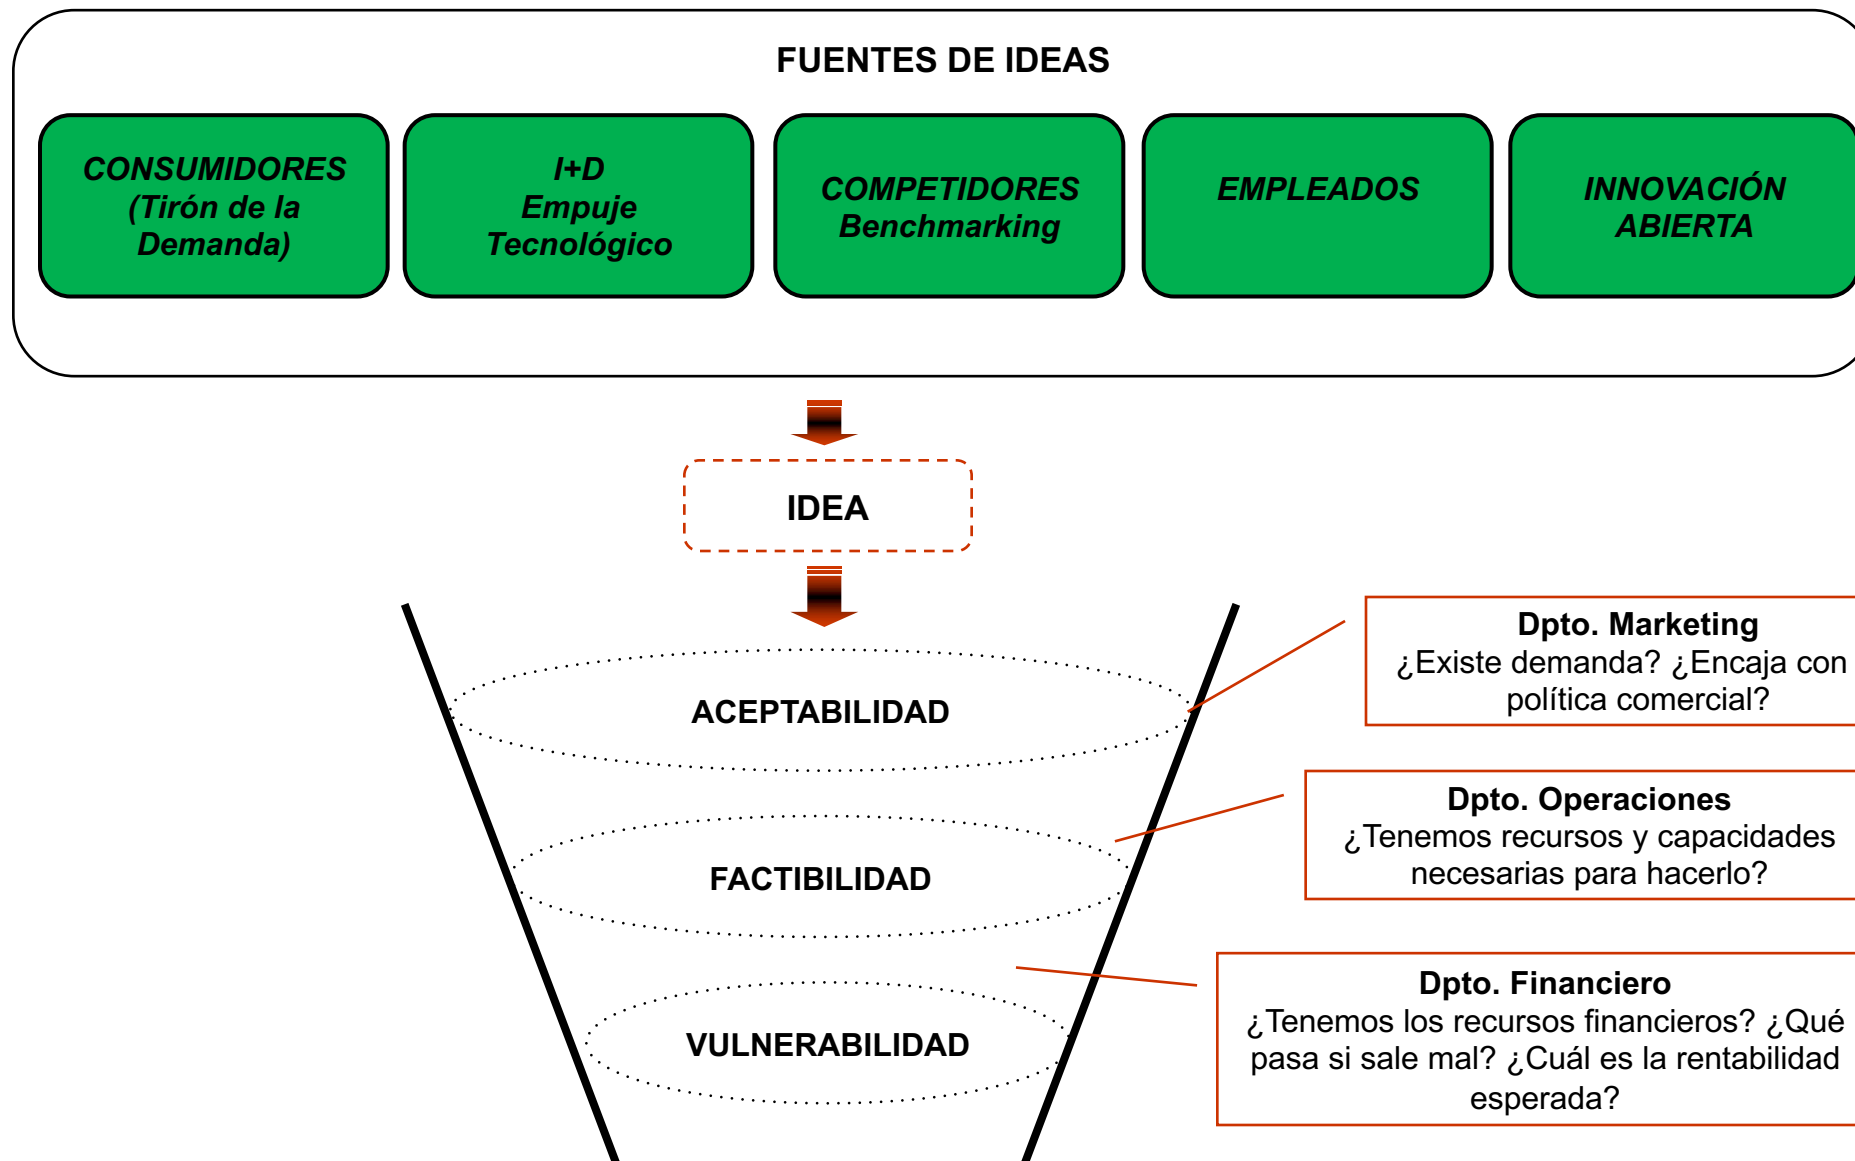 FUENTES DE IDEAS
CONSUMIDORES
(Tirón de la
Demanda)
I+D
Empuje
Tecnológico
COMPETIDORES
Benchmarking
EMPLEADOS
INNOVACIÓN
ABIERTA
IDEA
ACEPTABILIDAD
Dpto. Marketing
¿Existe demanda? ¿Encaja con
política comercial?
FACTIBILIDAD
Dpto. Operaciones
¿Tenemos recursos y capacidades
necesarias para hacerlo?
VULNERABILIDAD
Dpto. Financiero
¿Tenemos los recursos financieros? ¿Qué
pasa si sale mal? ¿Cuál es la rentabilidad
esperada?